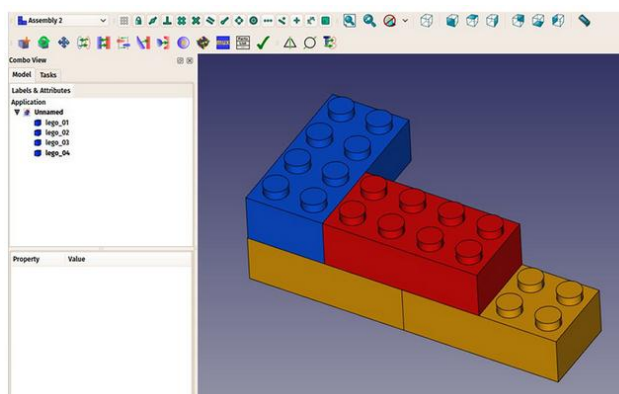 Assembly 2
Combo View
Model Tasks
Labels & Attributes
Application
Unnamed
lego_01
lego_02
lego_03
lego_04
Property Value